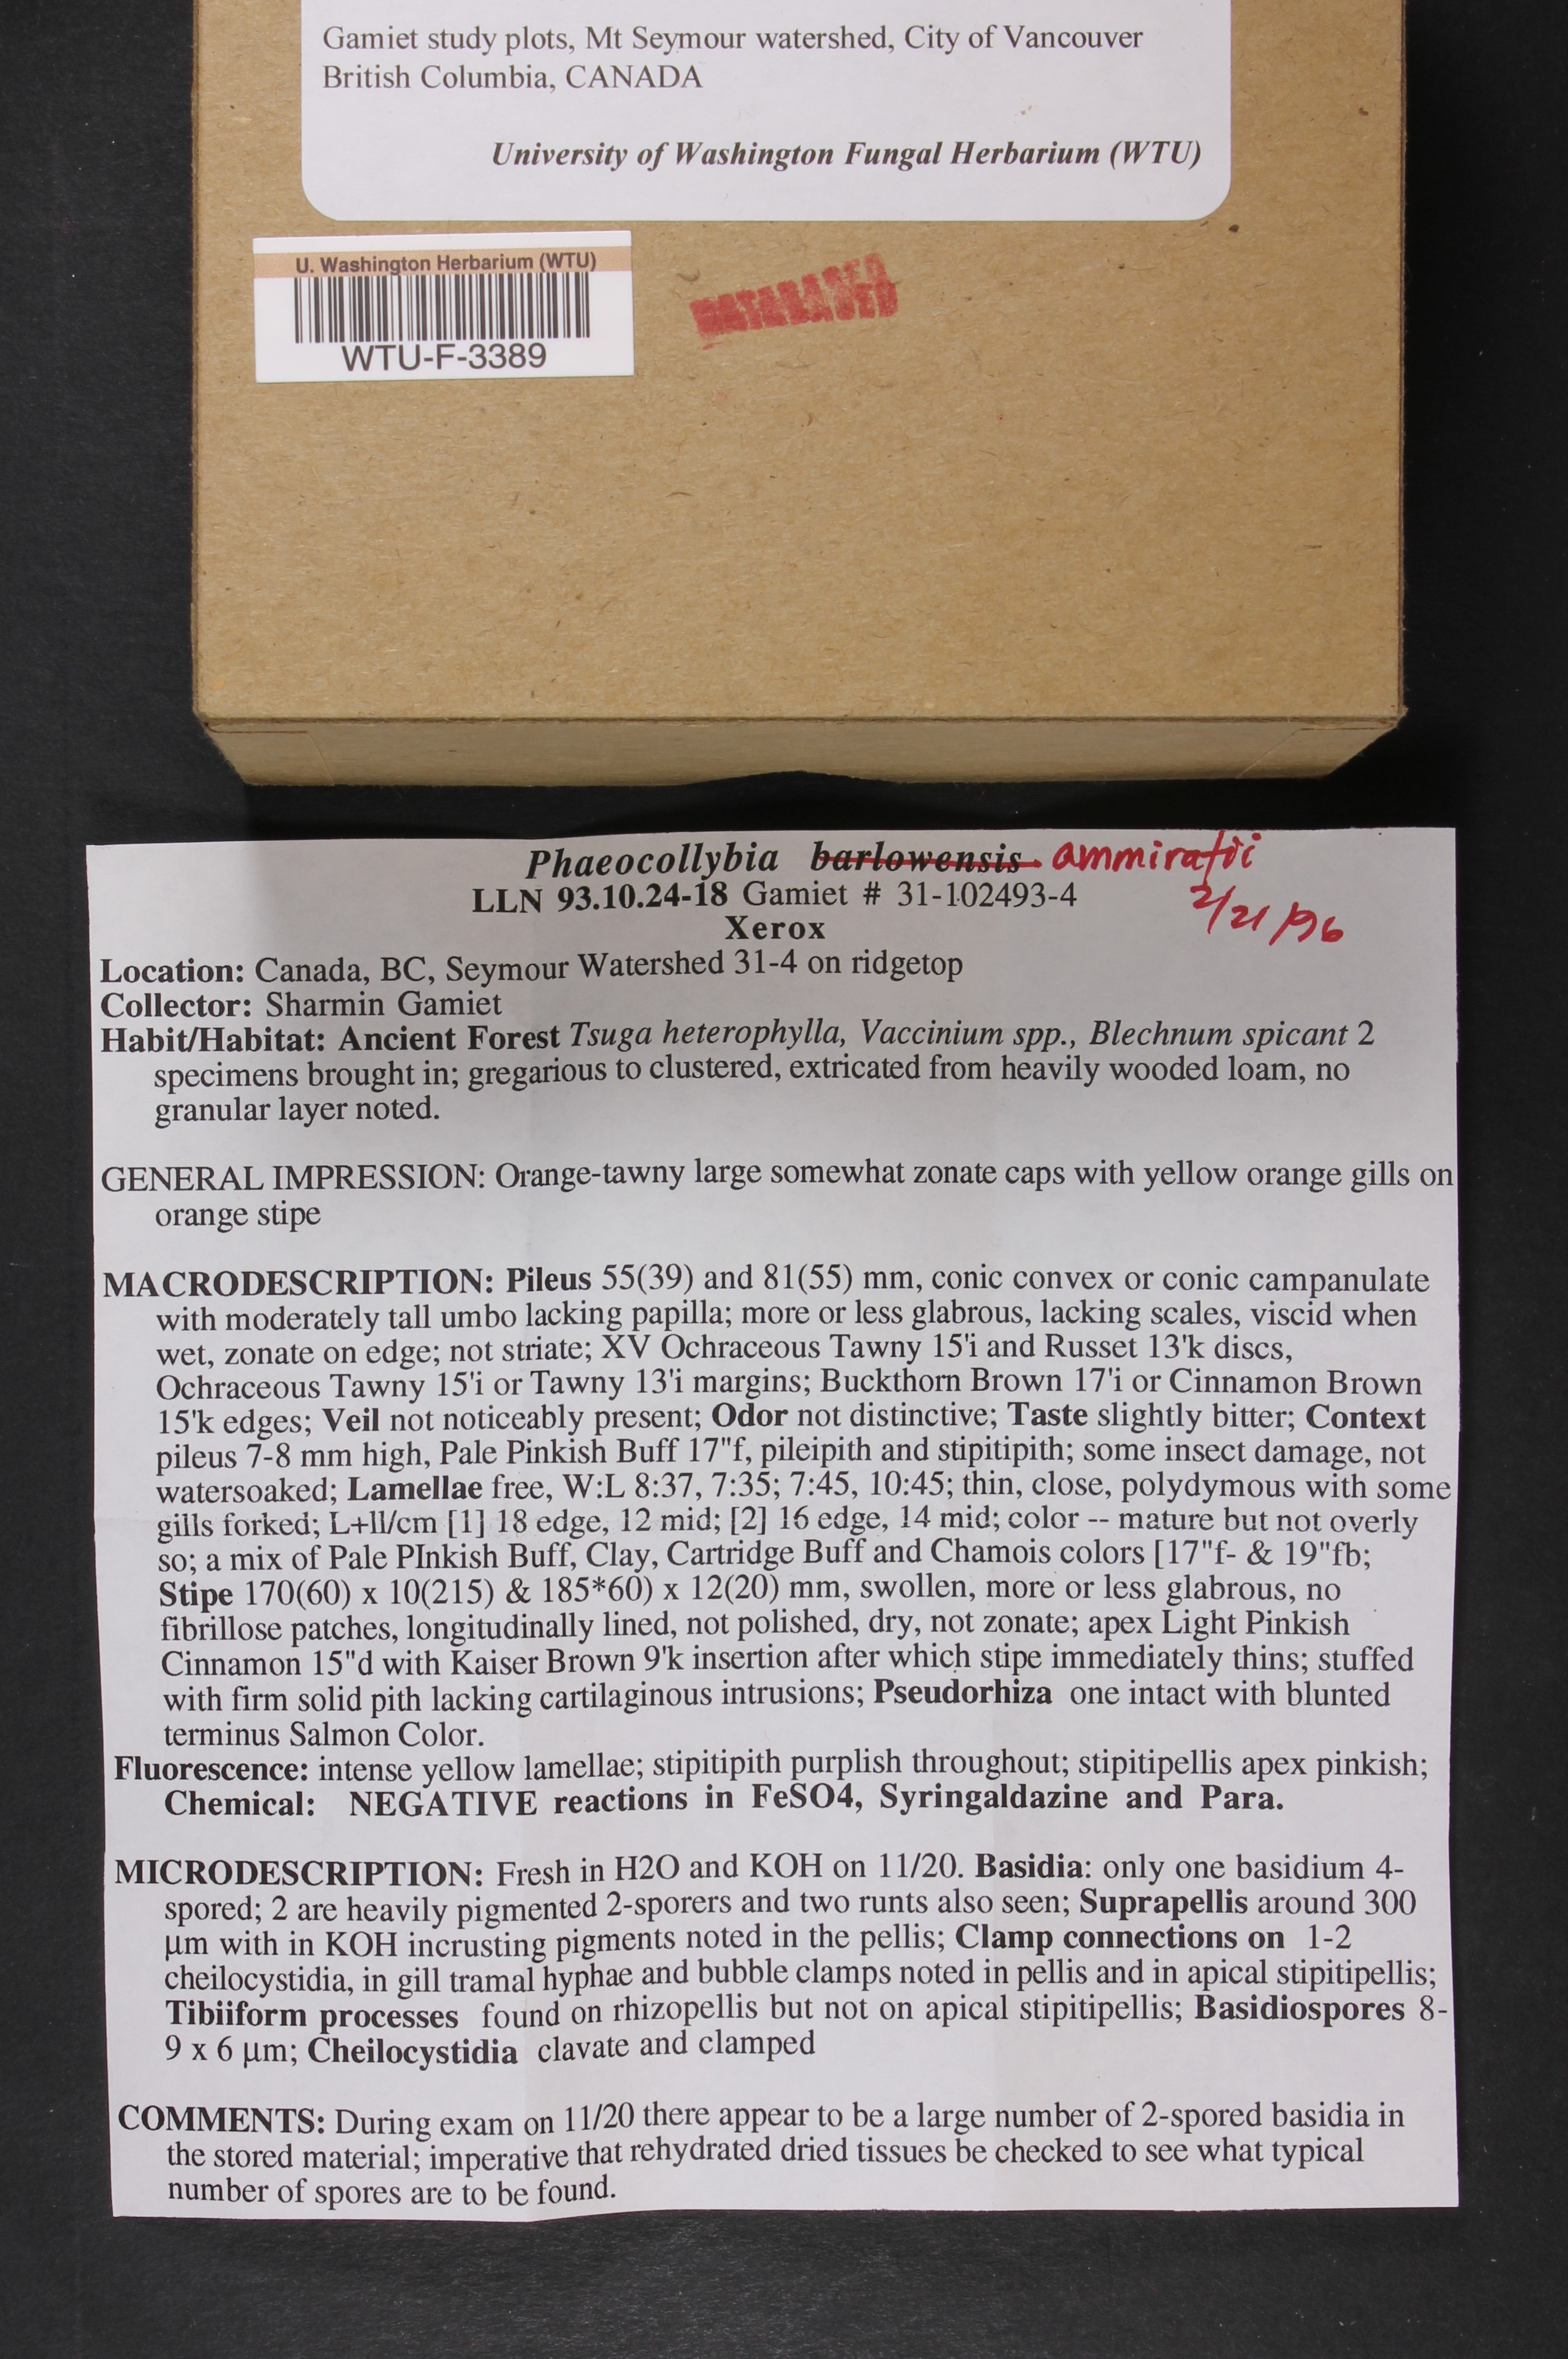 Gamiet study plots, Mt Seymour watershed, City of Vancouver
British Columbia, CANADA
University of Washington Fungal Herbarium (WTU)
U. Washington Herbarium (WTU)
WTU-F-3389
DATABASED
Phaeocollybia barlowensis ammiratii
2/21/96
LLN 93.10.24-18 Gamiet # 31-102493-4
Xerox
Location: Canada, BC, Seymour Watershed 31-4 on ridgetop
Collector: Sharmin Gamiet
Habit/Habitat: Ancient Forest Tsuga heterophylla, Vaccinium spp., Blechnum spicant 2
specimens brought in; gregarious to clustered, extricated from heavily wooded loam, no
granular layer noted.
GENERAL IMPRESSION: Orange-tawny large somewhat zonate caps with yellow orange gills on
orange stipe
MACRODESCRIPTION: Pileus 55(39) and 81(55) mm, conic convex or conic campanulate
with moderately tall umbo lacking papilla; more or less glabrous, lacking scales, viscid when
wet, zonate on edge; not striate; XV Ochraceous Tawny 15'i and Russet 13'k discs,
Ochraceous Tawny 15'i or Tawny 13'i margins; Buckthorn Brown 17'i or Cinnamon Brown
15'k edges; Veil not noticeably present; Odor not distinctive; Taste slightly bitter; Context
pileus 7-8 mm high, Pale Pinkish Buff 17"f, pileipith and stipitipith; some insect damage, not
watersoaked; Lamellae free, W:L 8:37, 7:35; 7:45, 10:45; thin, close, polydymous with some
gills forked; L+ll/cm [1] 18 edge, 12 mid; [2] 16 edge, 14 mid; color -- mature but not overly
so; a mix of Pale PInkish Buff, Clay, Cartridge Buff and Chamois colors [17"f- & 19"fb;
Stipe 170(60) x 10(215) & 185*60) x 12(20) mm, swollen, more or less glabrous, no
fibrillose patches, longitudinally lined, not polished, dry, not zonate; apex Light Pinkish
Cinnamon 15"d with Kaiser Brown 9'k insertion after which stipe immediately thins; stuffed
with firm solid pith lacking cartilaginous intrusions; Pseudorhiza one intact with blunted
terminus Salmon Color.
Fluorescence: intense yellow lamellae; stipitipith purplish throughout; stipitipellis apex pinkish;
Chemical: NEGATIVE reactions in FeSO4, Syringaldazine and Para.
MICRODESCRIPTION: Fresh in H2O and KOH on 11/20. Basidia: only one basidium 4-
spored; 2 are heavily pigmented 2-sporers and two runts also seen; Suprapellis around 300
µm with in KOH incrusting pigments noted in the pellis; Clamp connections on 1-2
cheilocystidia, in gill tramal hyphae and bubble clamps noted in pellis and in apical stipitipellis;
Tibiiform processes found on rhizopellis but not on apical stipitipellis; Basidiospores 8-
9 x 6 µm; Cheilocystidia clavate and clamped
COMMENTS: During exam on 11/20 there appear to be a large number of 2-spored basidia in
the stored material; imperative that rehydrated dried tissues be checked to see what typical
number of spores are to be found.